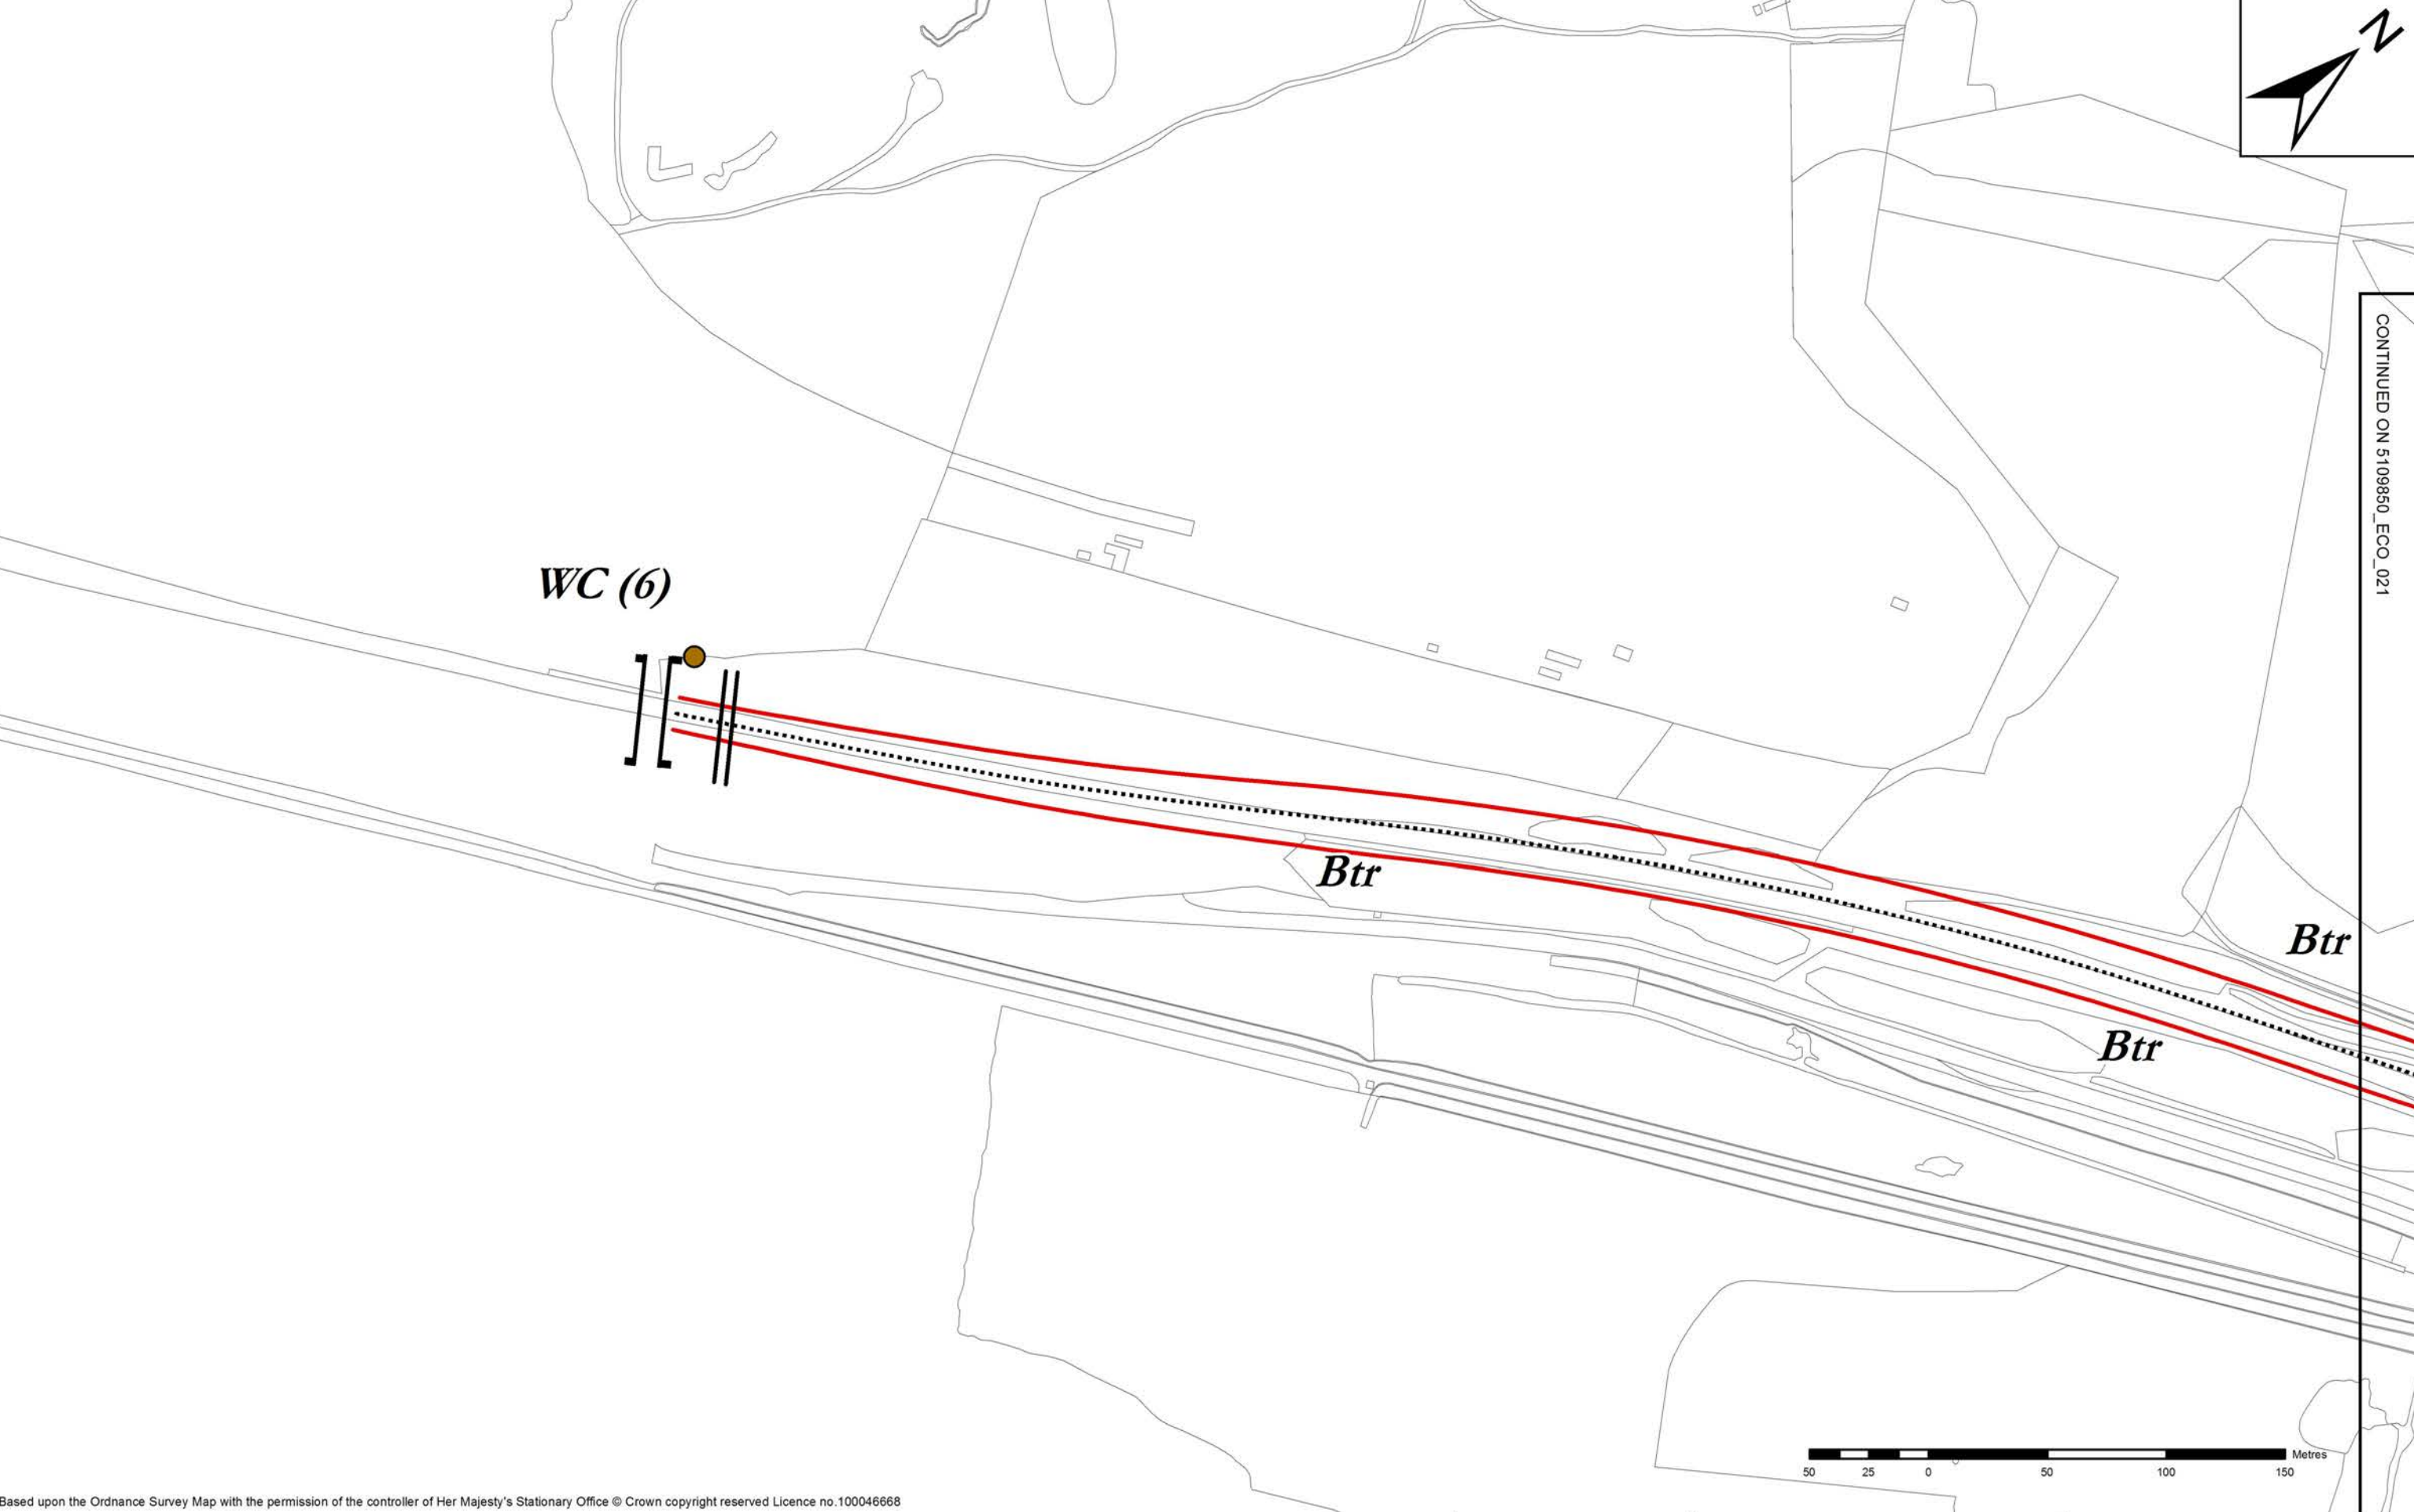 N
CONTINUED ON 5109850_ECO_021
WC (6)
Btr
Btr
Btr
Metres
50 25 0 50 100 150
Based upon the Ordnance Survey Map with the permission of the controller of Her Majesty's Stationary Office © Crown copyright reserved Licence no.100046668